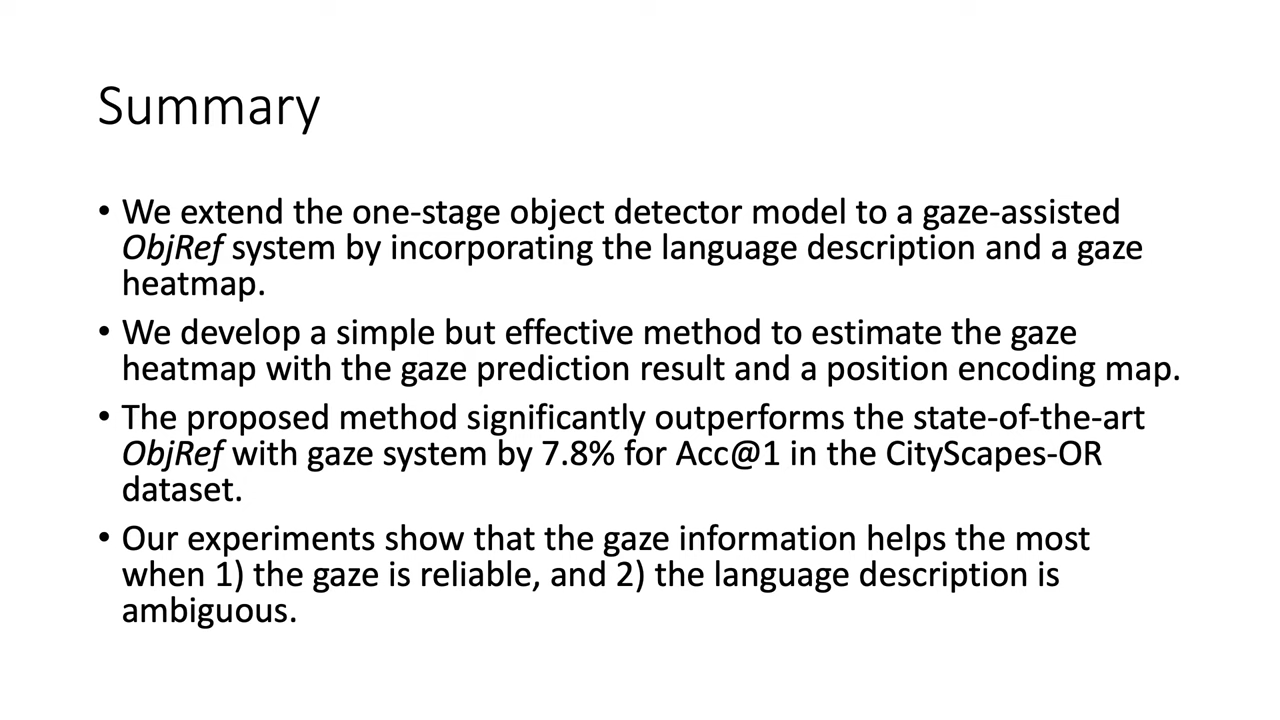 Summary
• We extend the one-stage object detector model to a gaze-assisted
ObjRef system by incorporating the language description and a gaze
heatmap.
• We develop a simple but effective method to estimate the gaze
heatmap with the gaze prediction result and a position encoding map.
• The proposed method significantly outperforms the state-of-the-art
ObjRef with gaze system by 7.8% for Acc@1 in the CityScapes-OR
dataset.
• Our experiments show that the gaze information helps the most
when 1) the gaze is reliable, and 2) the language description is
ambiguous.